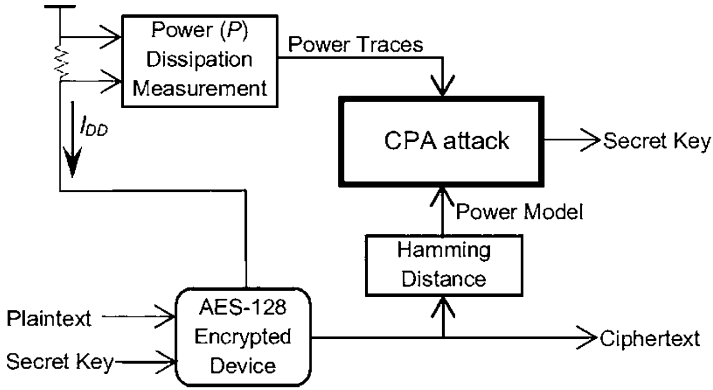 Power (P)
Dissipation
Measurement
Power Traces
I_DD
CPA attack
Secret Key
Power Model
Hamming
Distance
Plaintext
Secret Key
AES-128
Encrypted
Device
Ciphertext